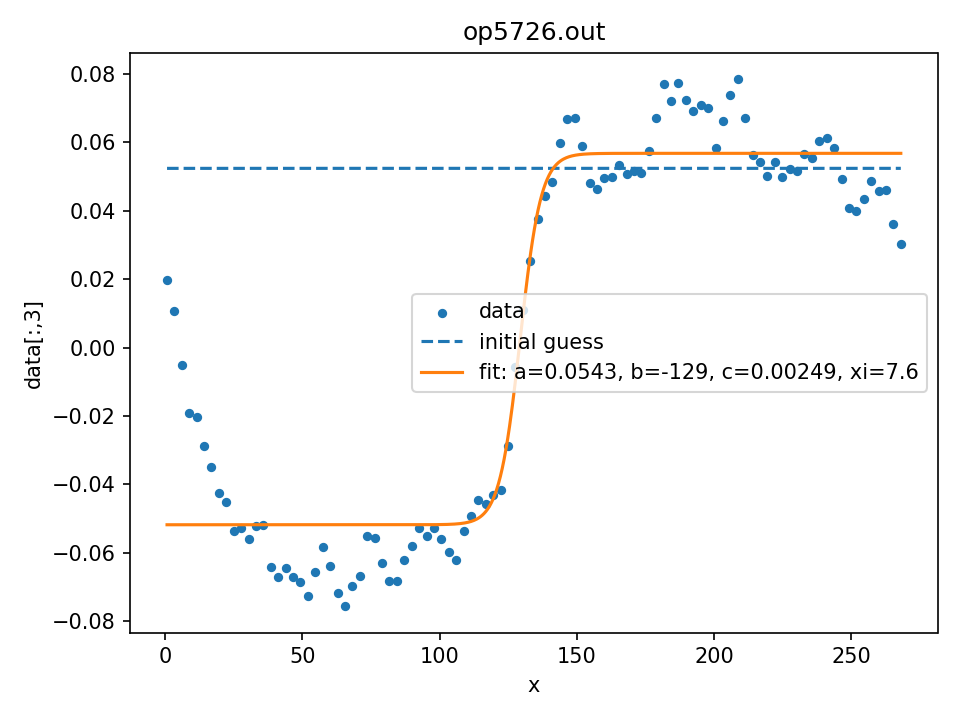 op5726.out
0.08
0.06
0.04
0.02
0.00
−0.02
−0.04
−0.06
−0.08
data[:,3]
data
initial guess
fit: a=0.0543, b=-129, c=0.00249, xi=7.6
0 50 100 150 200 250
x